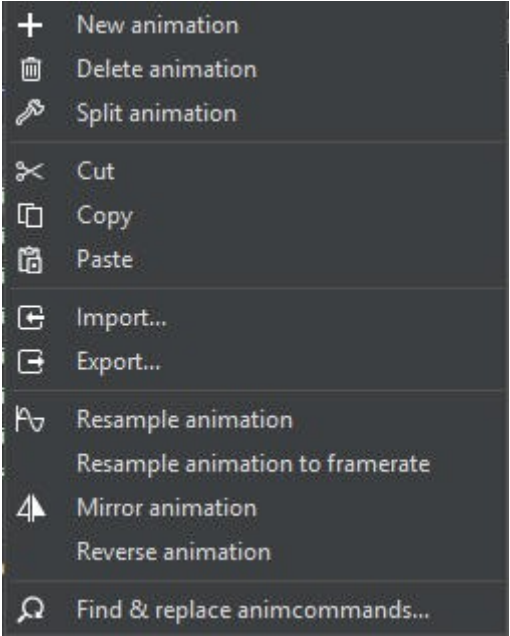 New animation
Delete animation
Split animation
Cut
Copy
Paste
Import...
Export...
Resample animation
Resample animation to framerate
Mirror animation
Reverse animation
Find & replace animcommands...